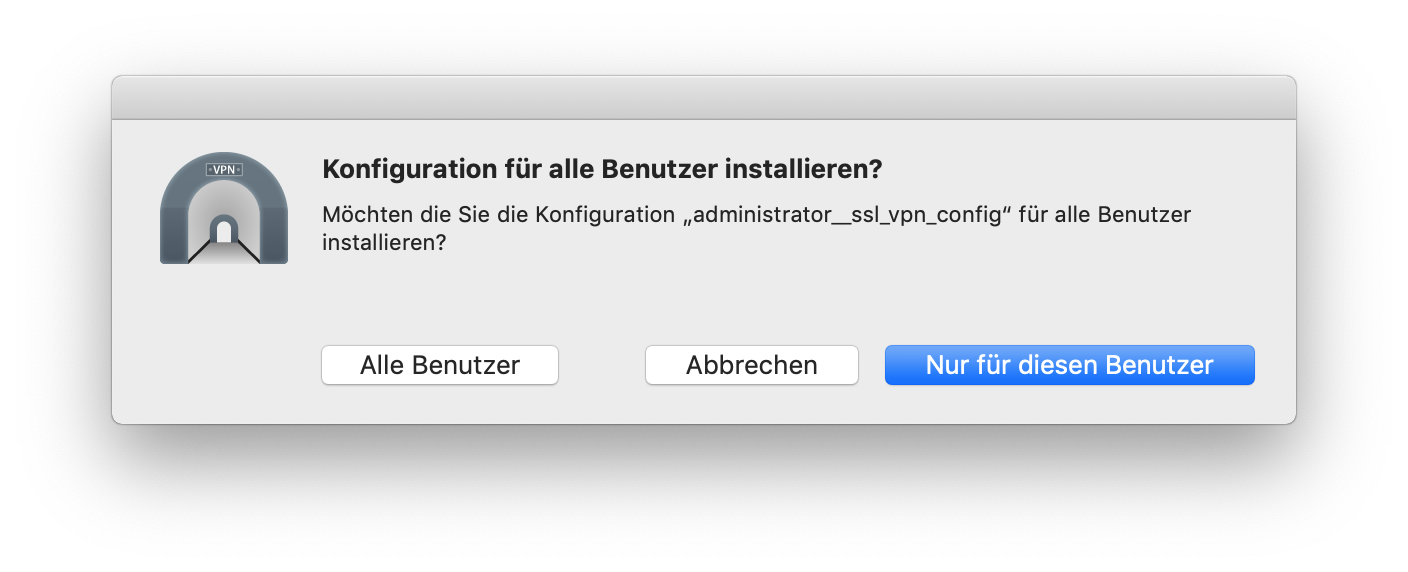 VPN
Konfiguration für alle Benutzer installieren?
Möchten die Sie die Konfiguration „administrator__ssl_vpn_config“ für alle Benutzer
installieren?
Alle Benutzer
Abbrechen
Nur für diesen Benutzer